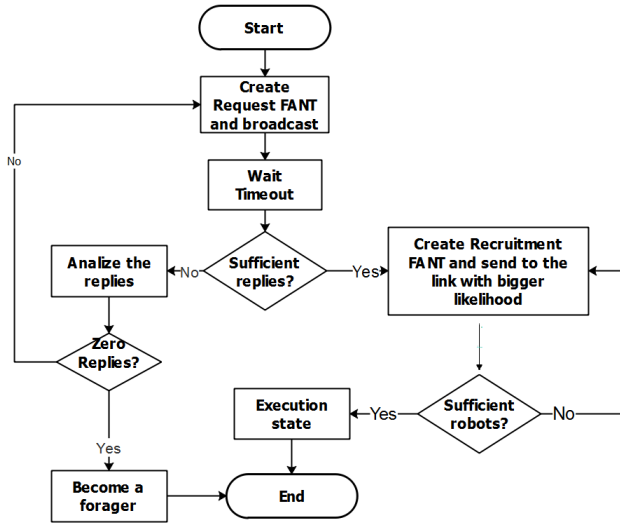 Start
Create
Request FANT
and broadcast
No
Wait
Timeout
Sufficient
replies?
No
Yes
Analize the
replies
Create Recruitment
FANT and send to the
link with bigger
likelihood
Zero
Replies?
Yes
Execution
state
Yes
Sufficient
robots?
No
Become a
forager
End